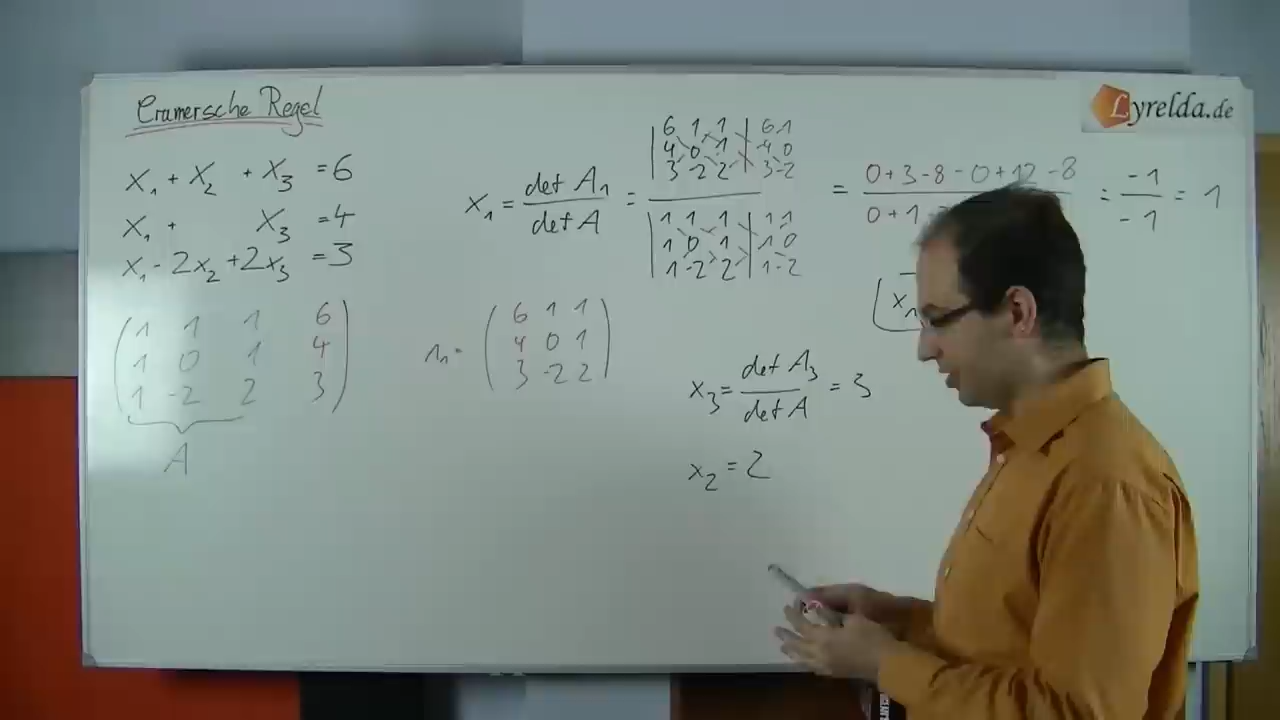 Cramersche Regel
Lyrelda.de
x₁ + x₂ + x₃ = 6
x₁ + x₃ = 4
x₁ - 2x₂ + 2x₃ = 3
1 1 1 6
1 0 1 4
1 -2 2 3
A
x₁ = det A₁ / det A =
6 1 1 | 6 1
4 0 1 | 4 0
3 -2 2 | 3 -2
1 1 1 | 1 1
1 0 1 | 1 0
1 -2 2 | 1 -2
= 0+3-8-0+12-8
0+1
= -1 / -1 = 1
6 1 1
4 0 1
3 -2 2
x₁
x₃ = det A₃ / det A = 3
x₂ = 2